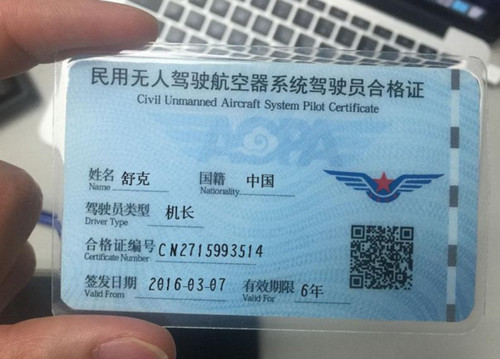 民用无人驾驶航空器系统驾驶员合格证
Civil Unmanned Aircraft System Pilot Certificate
AOPA
姓名 舒克 国籍 中国
Name Nationality
驾驶员类型 机长
Driver Type
合格证编号 CN2715993514
Certificate Number
签发日期 2016-03-07 有效期限 6年
Valid From Valid For